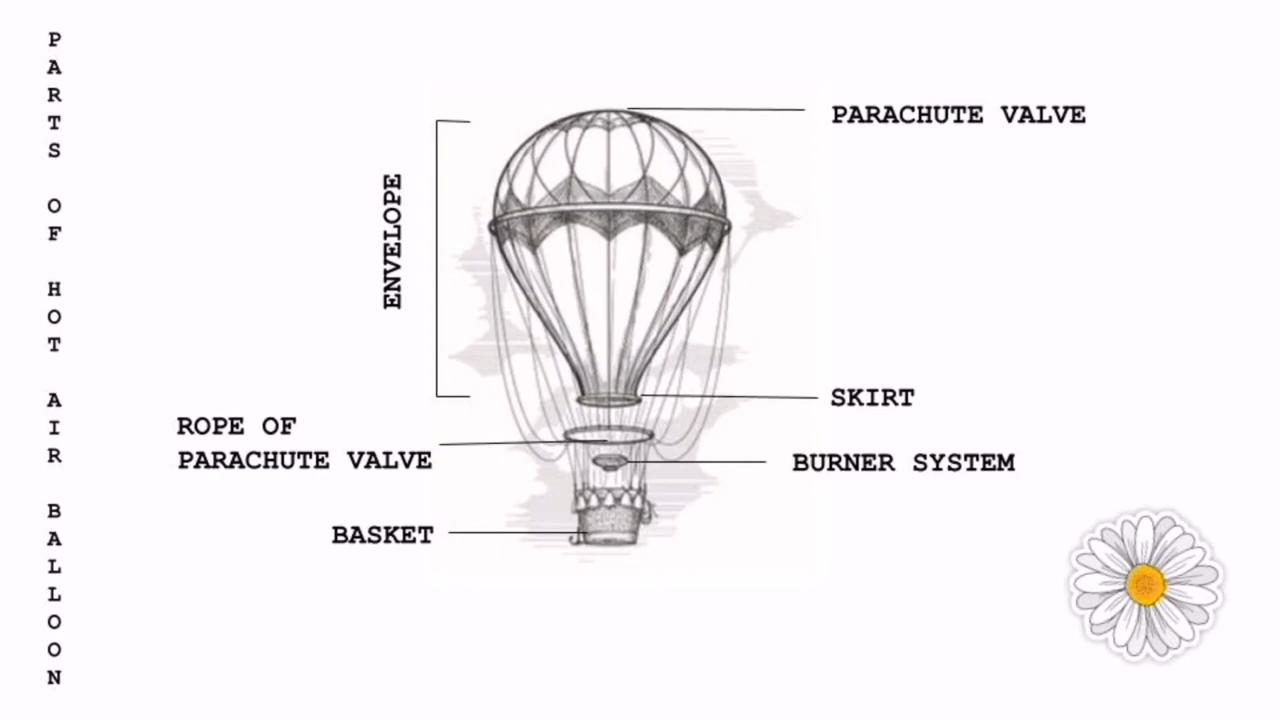 PARTS OF HOT AIR BALLOON
PARACHUTE VALVE
ENVELOPE
SKIRT
ROPE OF
PARACHUTE VALVE
BURNER SYSTEM
BASKET